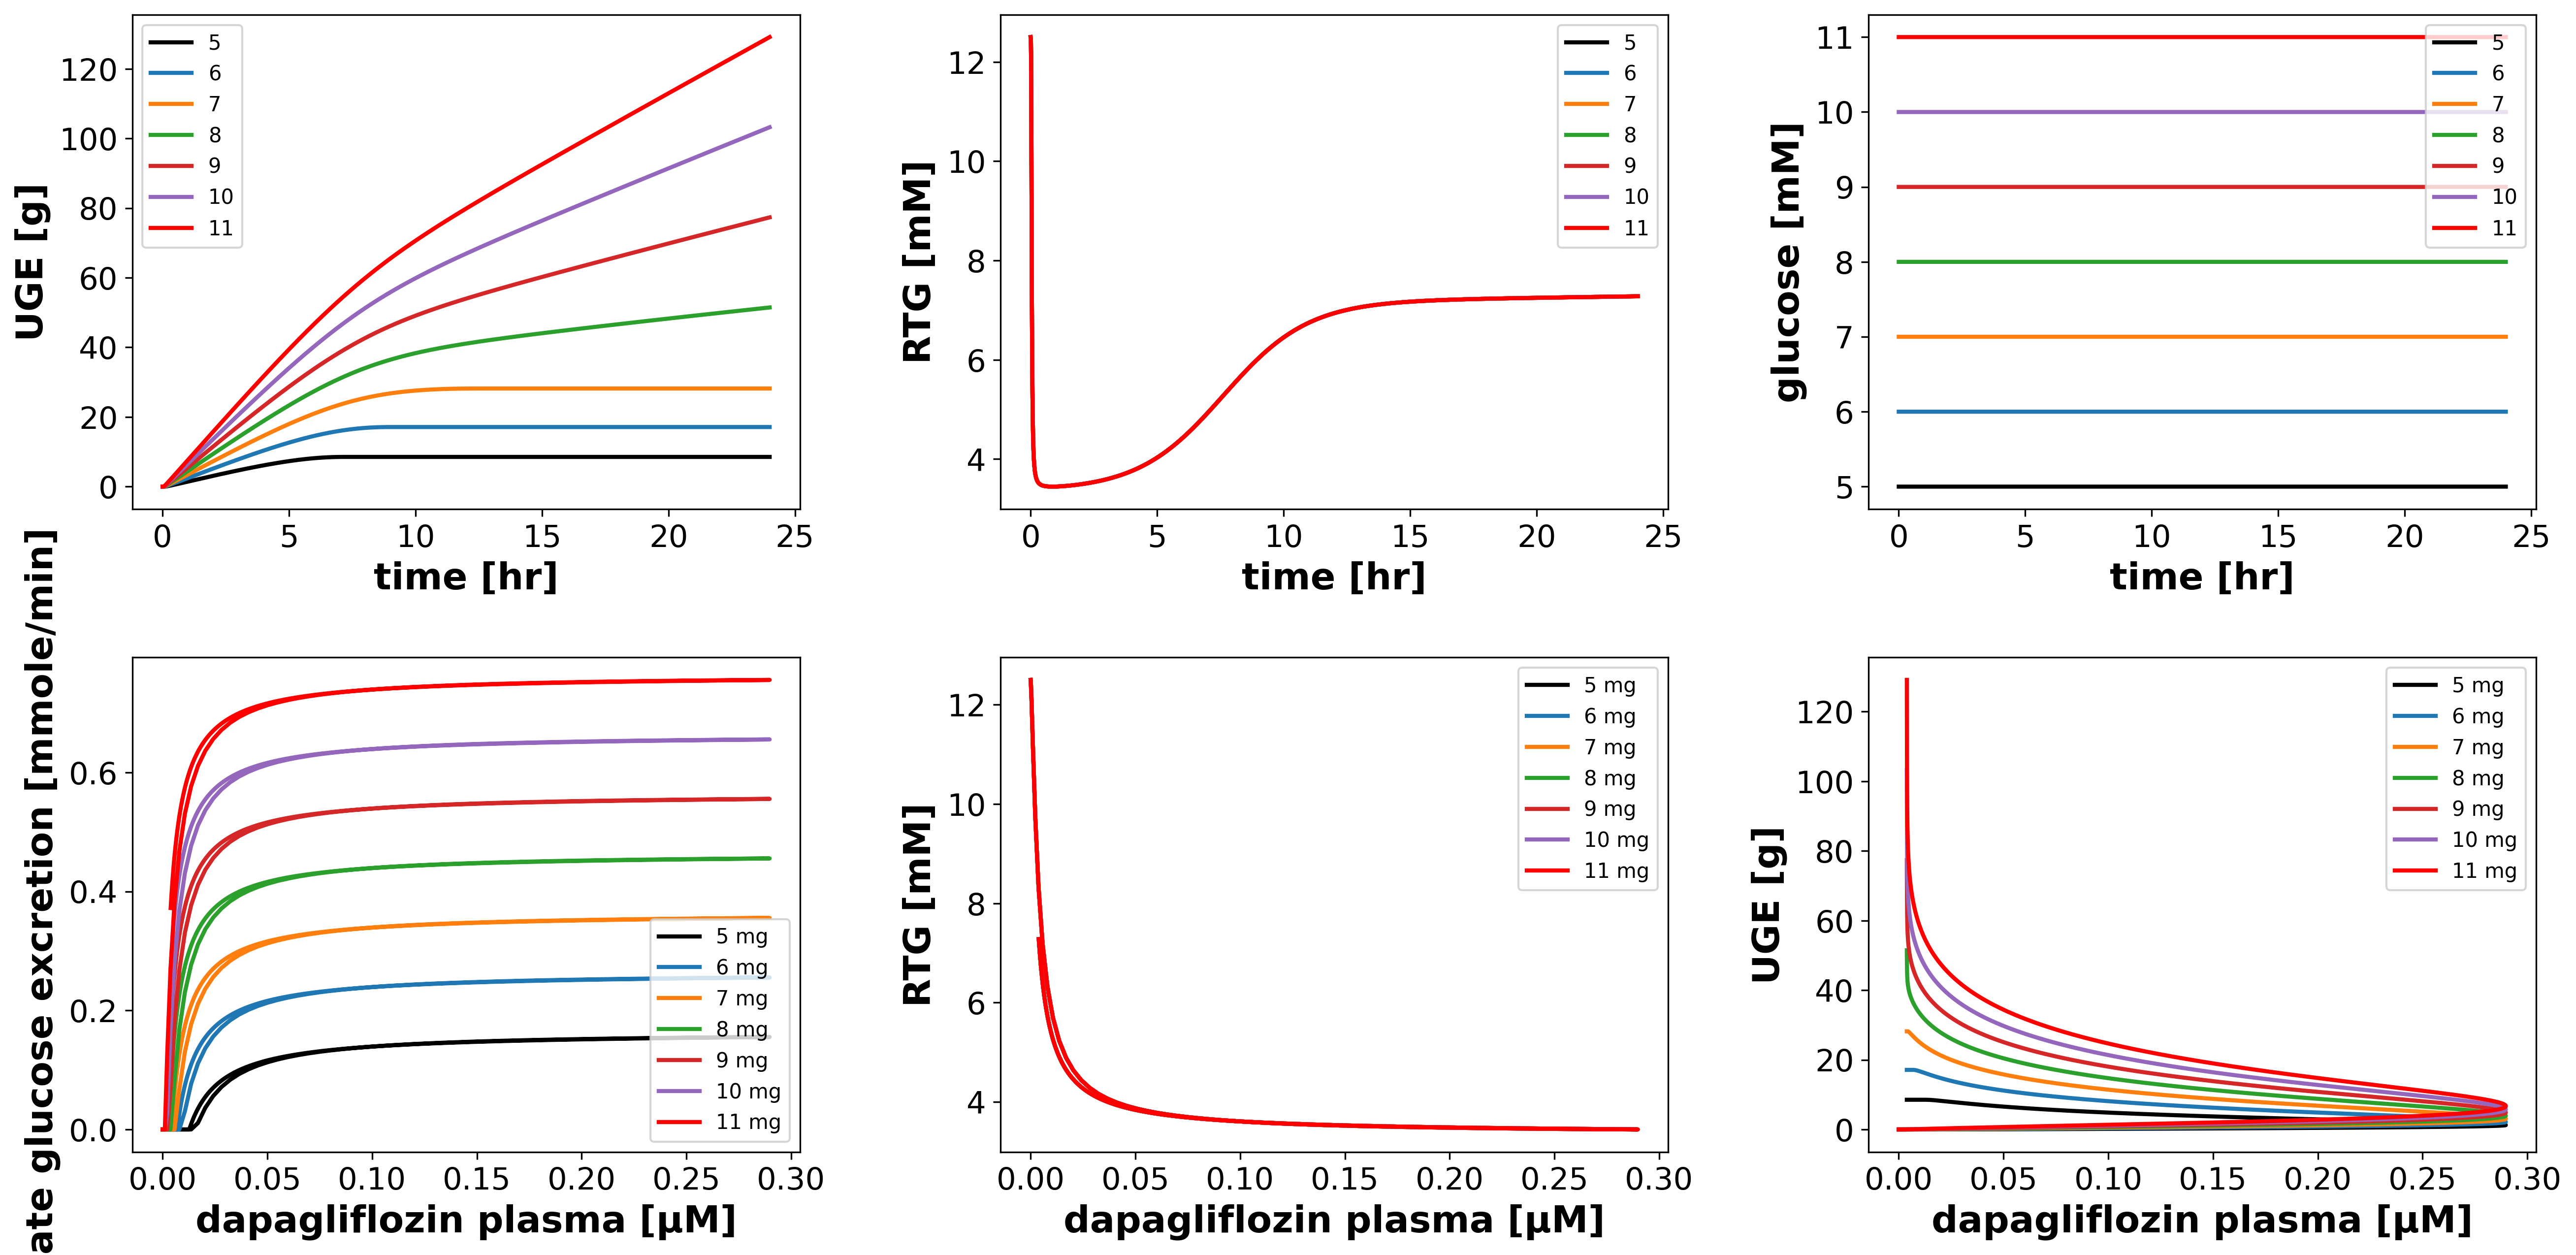 UGE [g]
120
100
80
60
40
20
0
5
6
7
8
9
10
11
0 5 10 15 20 25
time [hr]
RTG [mM]
12
10
8
6
4
5
6
7
8
9
10
11
0 5 10 15 20 25
time [hr]
glucose [mM]
11
10
9
8
7
6
5
5
6
7
8
9
10
11
0 5 10 15 20 25
time [hr]
ate glucose excretion [mmole/min]
0.6
0.4
0.2
0.0
5 mg
6 mg
7 mg
8 mg
9 mg
10 mg
11 mg
0.00 0.05 0.10 0.15 0.20 0.25 0.30
dapagliflozin plasma [µM]
RTG [mM]
12
10
8
6
4
5 mg
6 mg
7 mg
8 mg
9 mg
10 mg
11 mg
0.00 0.05 0.10 0.15 0.20 0.25 0.30
dapagliflozin plasma [µM]
UGE [g]
120
100
80
60
40
20
0
5 mg
6 mg
7 mg
8 mg
9 mg
10 mg
11 mg
0.00 0.05 0.10 0.15 0.20 0.25 0.30
dapagliflozin plasma [µM]